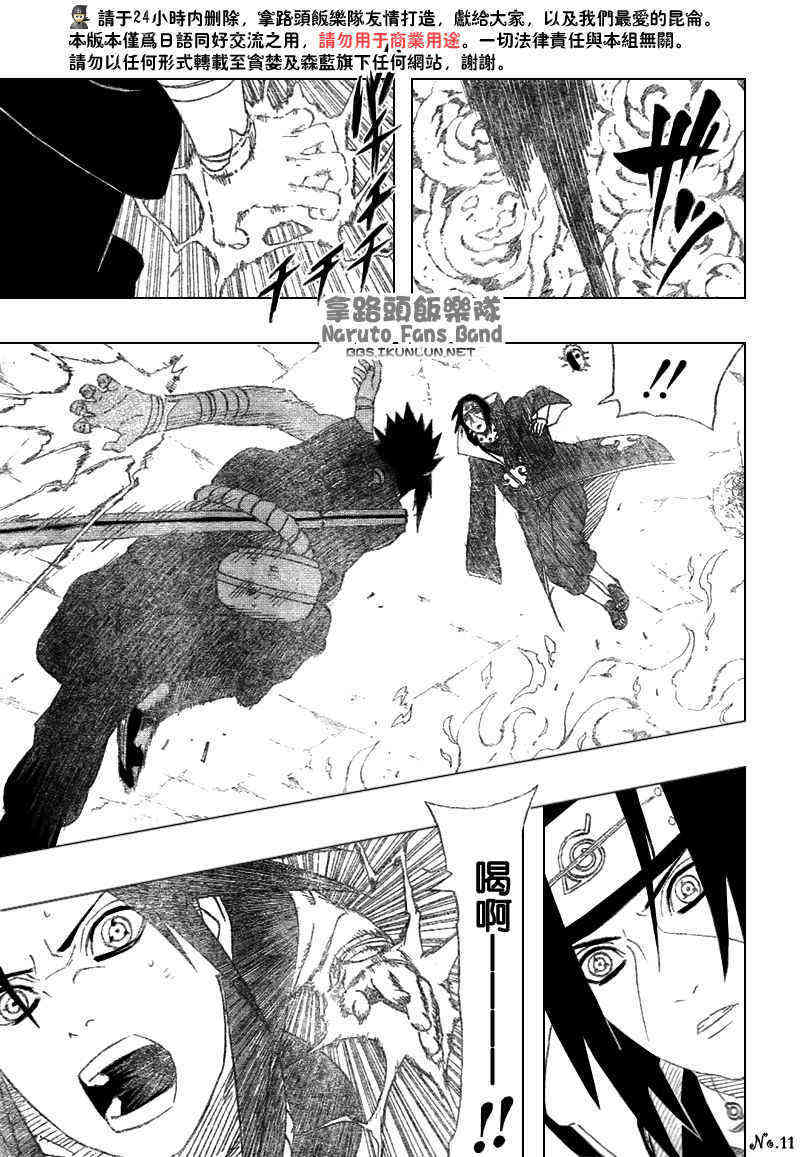 請于24小時内删除，拿路頭飯樂隊友情打造，獻給大家，以及我們最愛的昆侖。
本版本僅爲日語同好交流之用，請勿用于商業用途。一切法律責任與本組無關。
請勿以任何形式轉載至貪婪及森藍旗下任何網站，謝謝。
ザッ
チチチチチチ
拿路頭飯樂隊
Naruto Fans Band
BBS.IKUNLUN.NET
!!
喝啊————!!
No.11